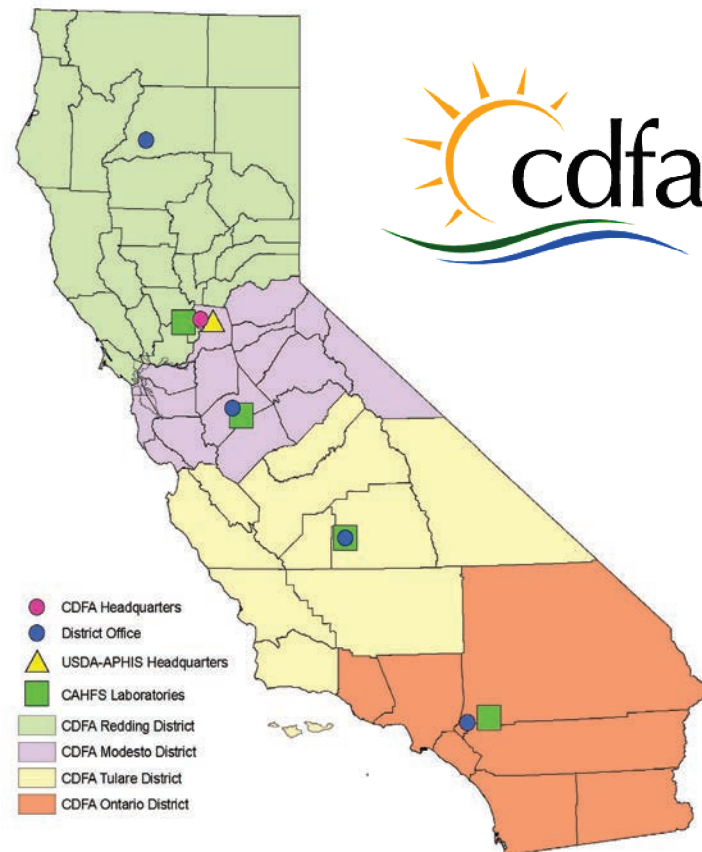 cdfa
CDFA Headquarters
District Office
USDA-APHIS Headquarters
CAHFS Laboratories
CDFA Redding District
CDFA Modesto District
CDFA Tulare District
CDFA Ontario District